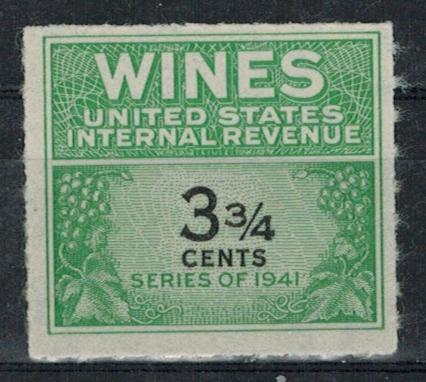 WINES
UNITED STATES
INTERNAL REVENUE
3 3/4
CENTS
SERIES OF 1941